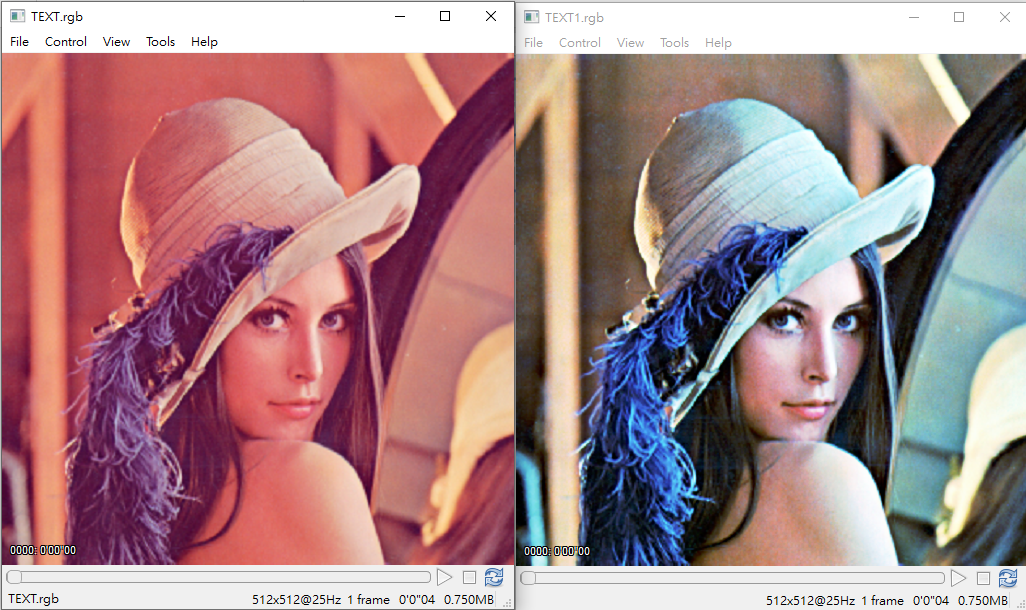 TEXT.rgb
File Control View Tools Help
0000: 0'00"00
TEXT.rgb 512x512@25Hz 1 frame 0'0"04 0.750MB
TEXT1.rgb
File Control View Tools Help
0000: 0'00"00
512x512@25Hz 1 frame 0'0"04 0.750MB